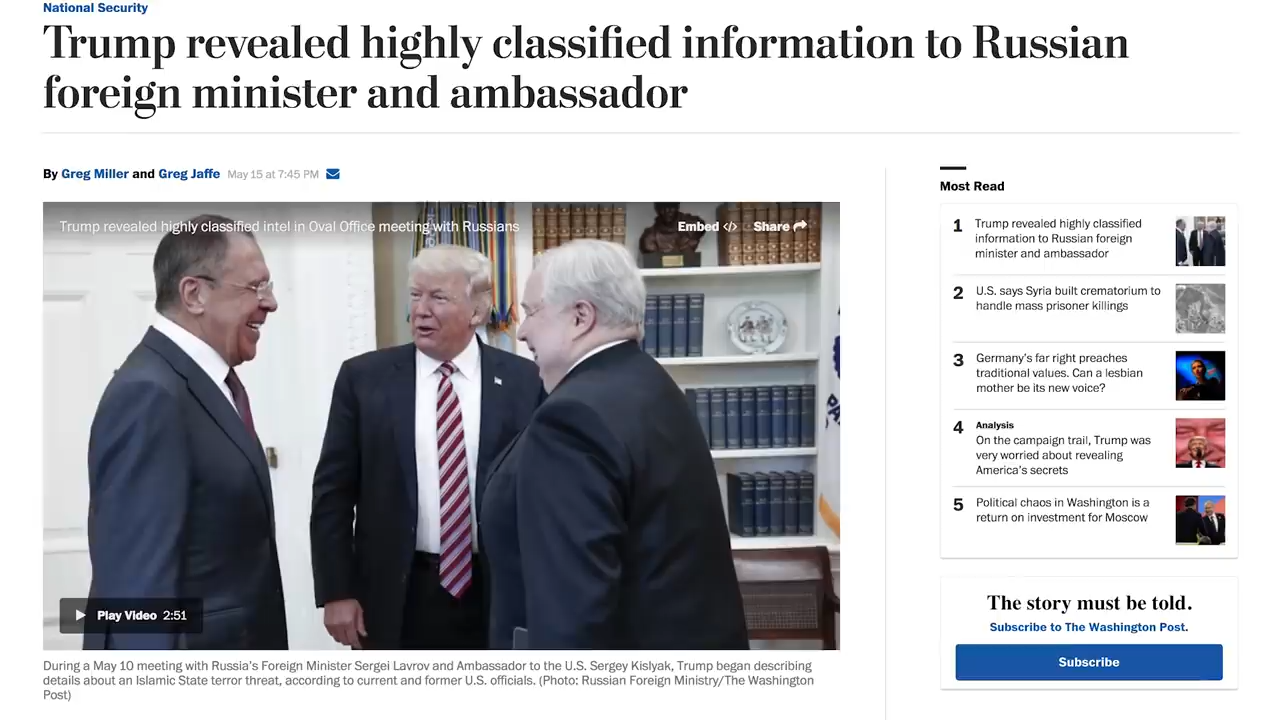 National Security
Trump revealed highly classified information to Russian
foreign minister and ambassador
By Greg Miller and Greg Jaffe May 15 at 7:45 PM
Trump revealed highly classified intel in Oval Office meeting with Russians
Embed </> Share
Play Video 2:51
During a May 10 meeting with Russia's Foreign Minister Sergei Lavrov and Ambassador to the U.S. Sergey Kislyak, Trump began describing
details about an Islamic State terror threat, according to current and former U.S. officials. (Photo: Russian Foreign Ministry/The Washington
Post)
Most Read
1 Trump revealed highly classified
information to Russian foreign
minister and ambassador
2 U.S. says Syria built crematorium to
handle mass prisoner killings
3 Germany's far right preaches
traditional values. Can a lesbian
mother be its new voice?
4 Analysis
On the campaign trail, Trump was
very worried about revealing
America's secrets
5 Political chaos in Washington is a
return on investment for Moscow
The story must be told.
Subscribe to The Washington Post.
Subscribe